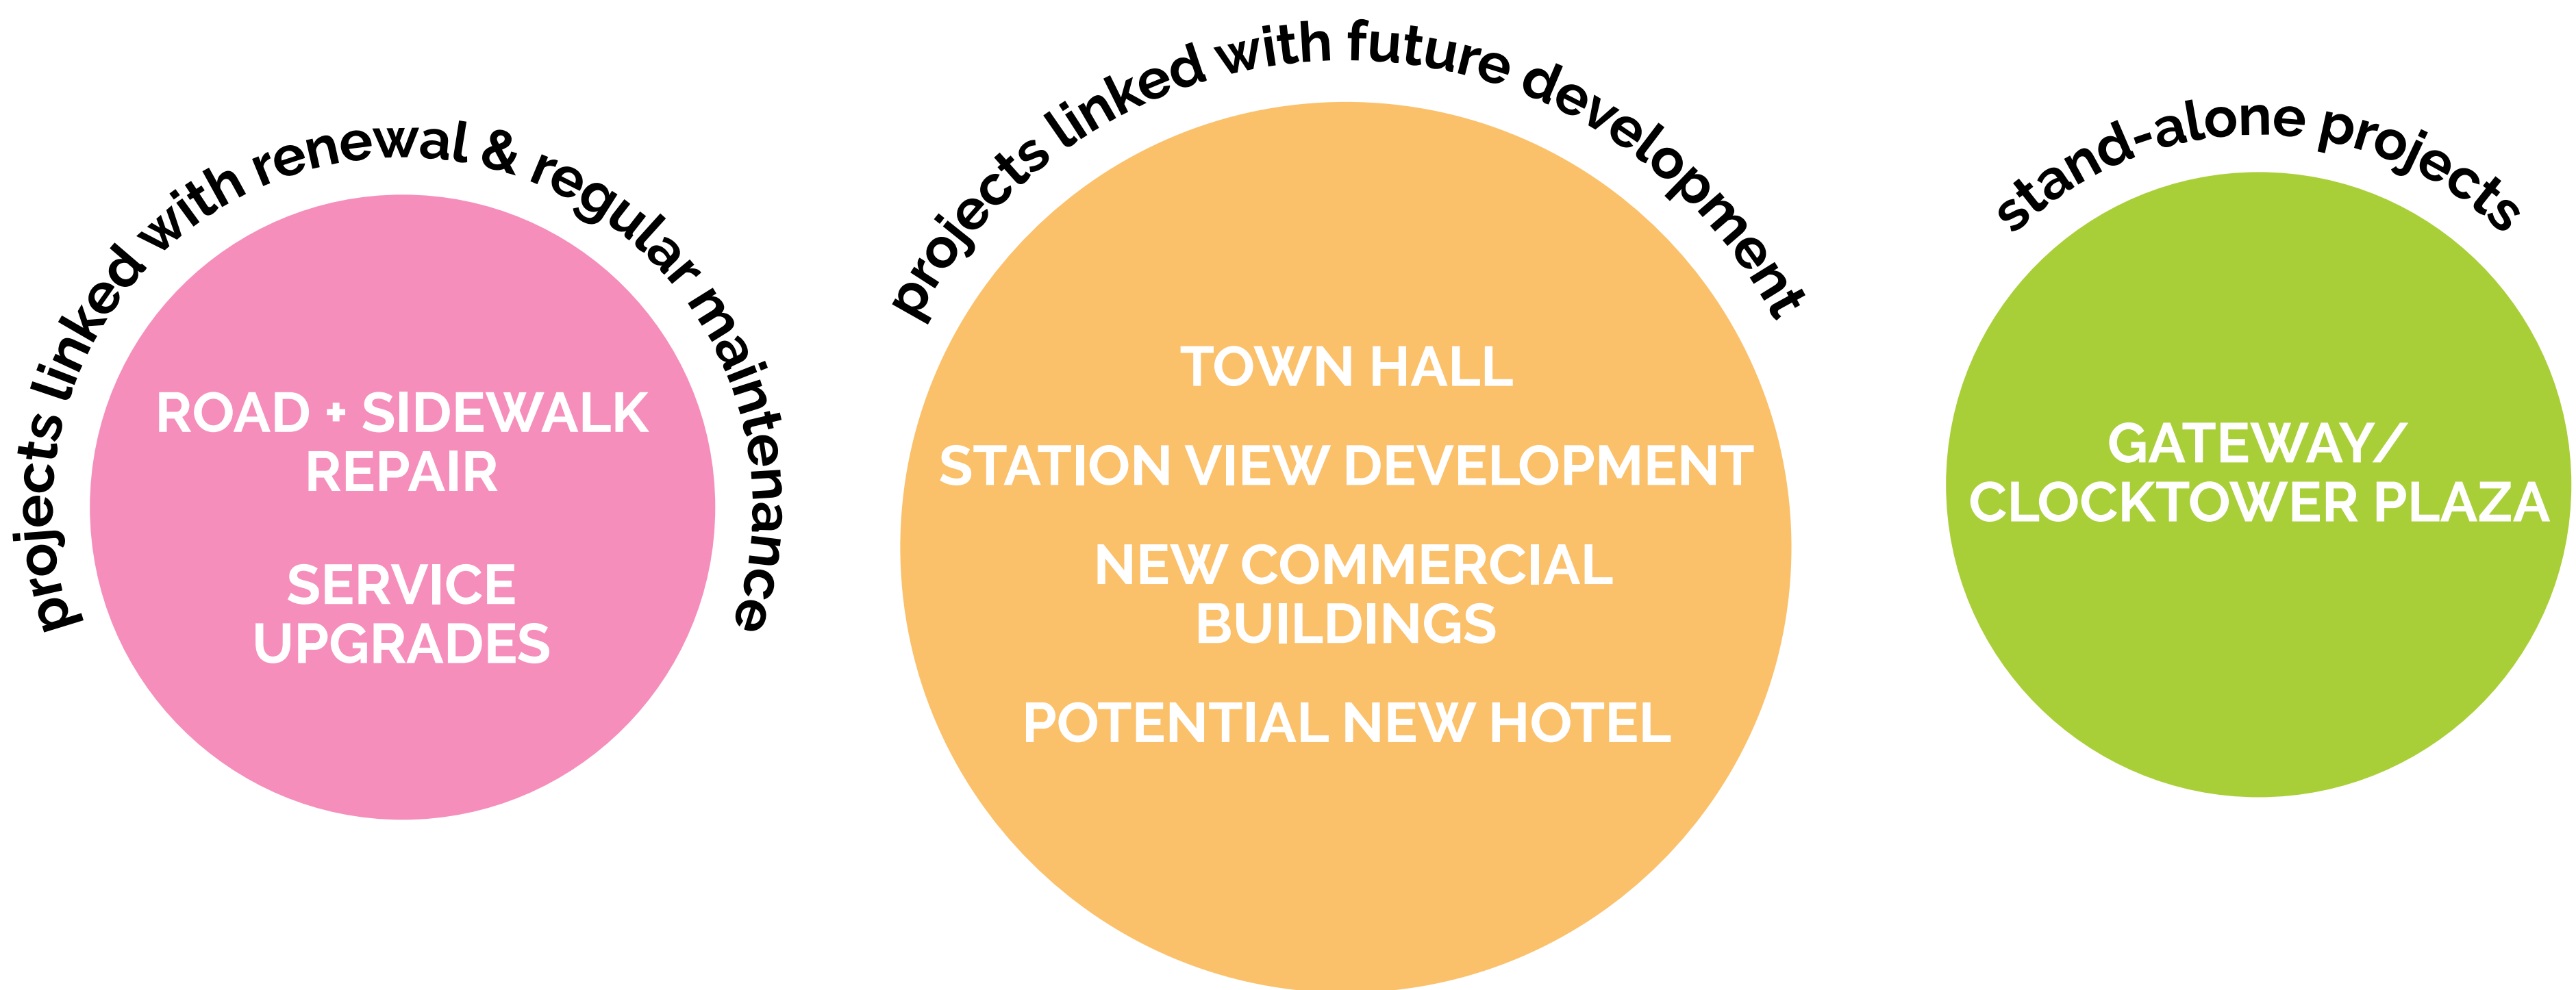 projects linked with renewal & regular maintenance
ROAD + SIDEWALK
REPAIR
SERVICE
UPGRADES
projects linked with future development
TOWN HALL
STATION VIEW DEVELOPMENT
NEW COMMERCIAL
BUILDINGS
POTENTIAL NEW HOTEL
stand-alone projects
GATEWAY/
CLOCKTOWER PLAZA